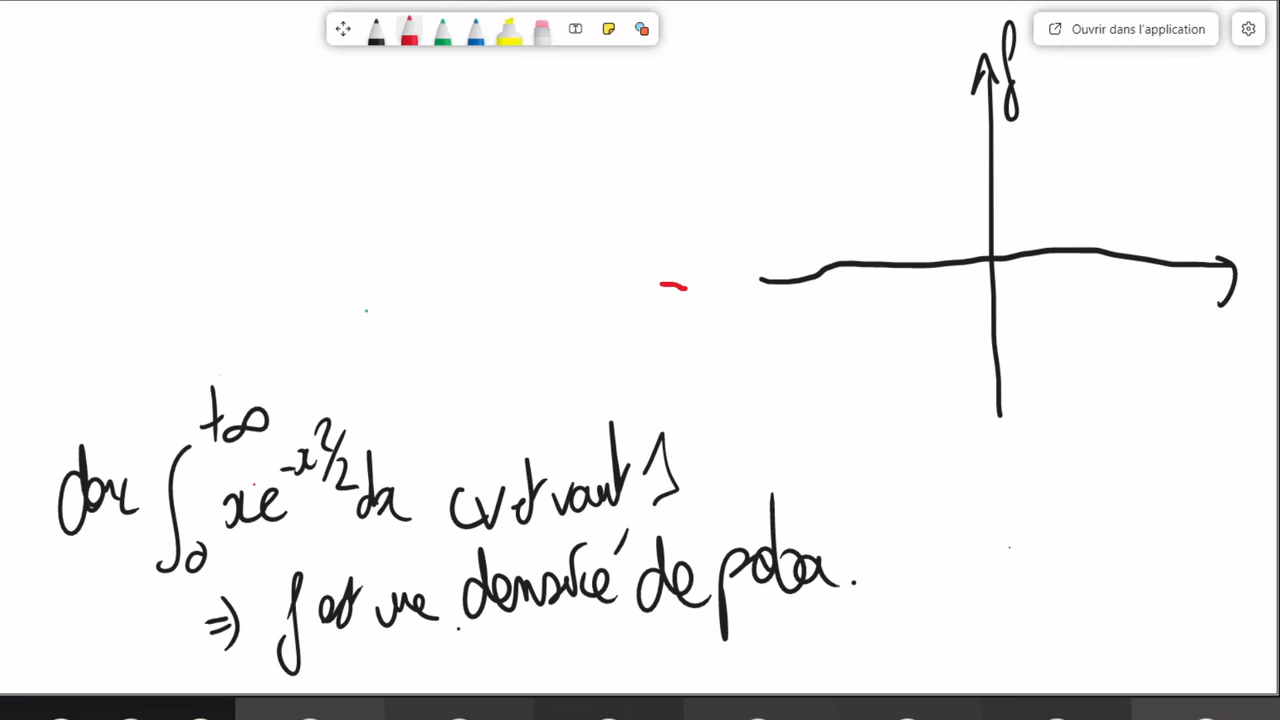 Ouvrir dans l'application
f
donc ∫₀^{+∞} xe^{-x²/2} dx cv et vaut 1
⇒ f est une densité de proba.